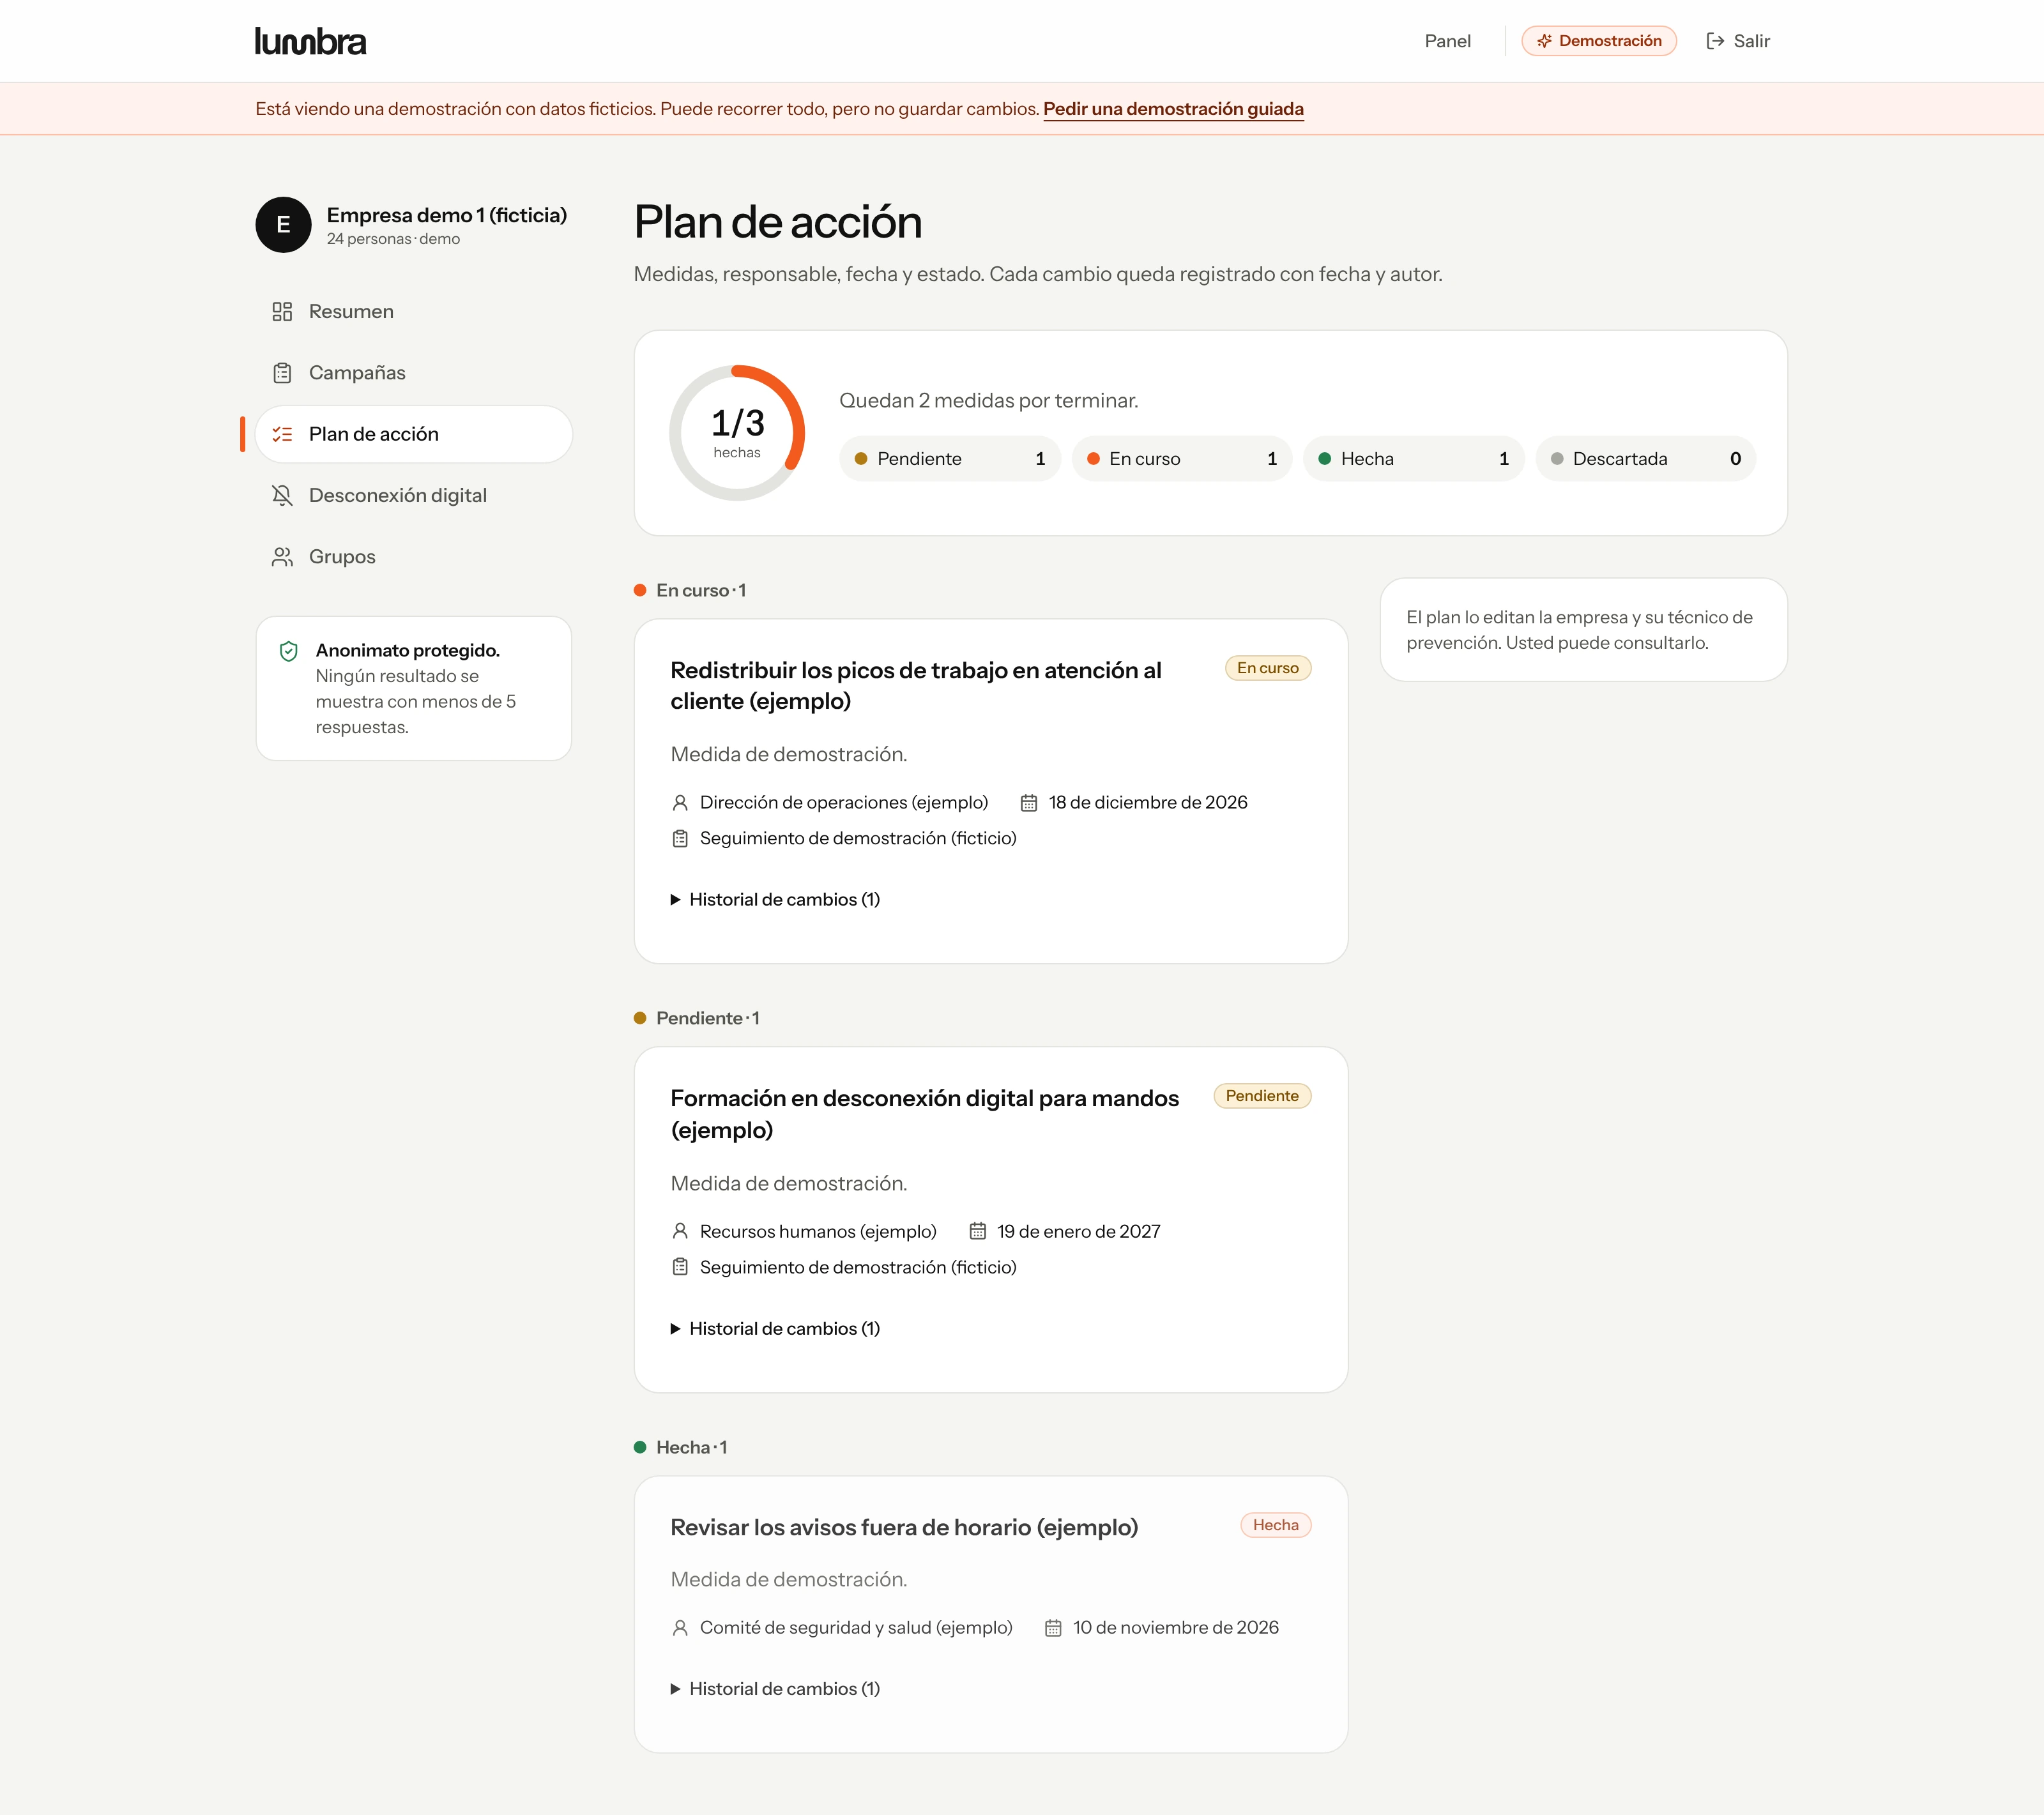 lumbra
Panel
Demostración
Salir
Está viendo una demostración con datos ficticios. Puede recorrer todo, pero no guardar cambios. Pedir una demostración guiada
E
Empresa demo 1 (ficticia)
24 personas · demo
Resumen
Campañas
Plan de acción
Desconexión digital
Grupos
Anonimato protegido.
Ningún resultado se
muestra con menos de 5
respuestas.
Plan de acción
Medidas, responsable, fecha y estado. Cada cambio queda registrado con fecha y autor.
1/3
hechas
Quedan 2 medidas por terminar.
Pendiente 1
En curso 1
Hecha 1
Descartada 0
En curso · 1
Redistribuir los picos de trabajo en atención al
cliente (ejemplo)
En curso
Medida de demostración.
Dirección de operaciones (ejemplo)
18 de diciembre de 2026
Seguimiento de demostración (ficticio)
Historial de cambios (1)
El plan lo editan la empresa y su técnico de
prevención. Usted puede consultarlo.
Pendiente · 1
Formación en desconexión digital para mandos
(ejemplo)
Pendiente
Medida de demostración.
Recursos humanos (ejemplo)
19 de enero de 2027
Seguimiento de demostración (ficticio)
Historial de cambios (1)
Hecha · 1
Revisar los avisos fuera de horario (ejemplo)
Hecha
Medida de demostración.
Comité de seguridad y salud (ejemplo)
10 de noviembre de 2026
Historial de cambios (1)